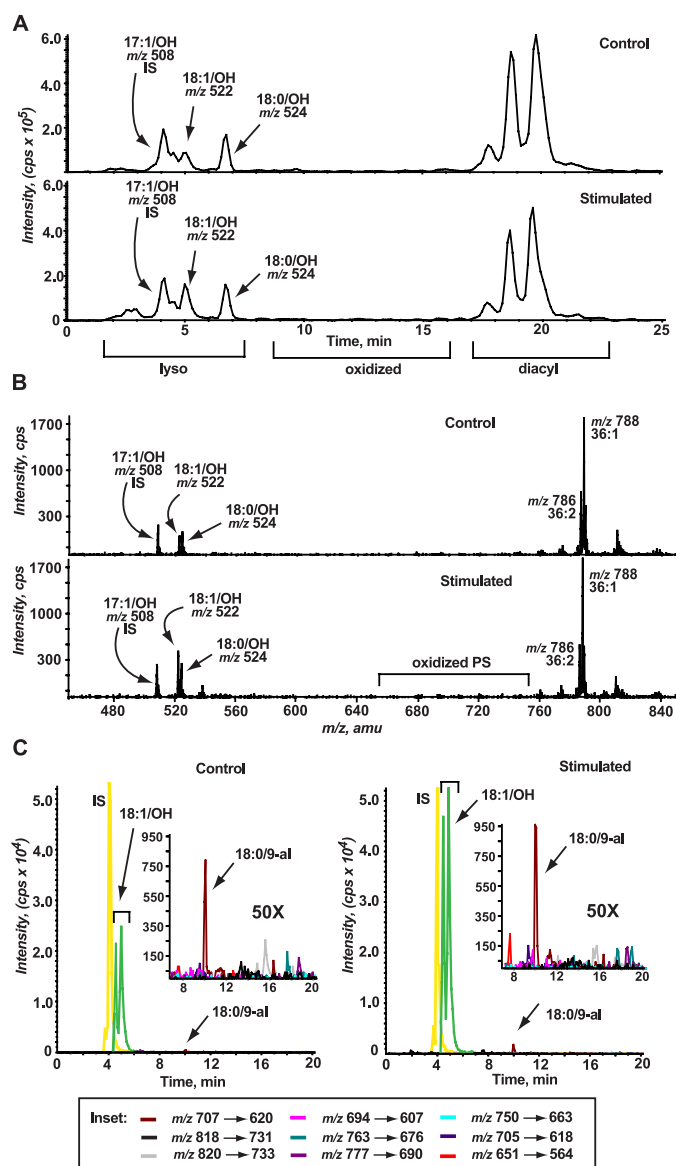 A
6.0
4.0
2.0
0
Intensity, (cps x 10⁵)
17:1/OH
m/z 508
IS
18:1/OH
m/z 522
18:0/OH
m/z 524
Control
6.0
4.0
2.0
0
Intensity, (cps x 10⁵)
17:1/OH
m/z 508
IS
18:1/OH
m/z 522
18:0/OH
m/z 524
Stimulated
0 5 10 15 20 25
Time, min
lyso oxidized diacyl
B
1700
1000
300
Intensity, cps
17:1/OH
m/z 508
IS
18:1/OH
m/z 522
18:0/OH
m/z 524
Control
m/z 788
36:1
m/z 786
36:2
1700
1000
300
Intensity, cps
17:1/OH
m/z 508
IS
18:1/OH
m/z 522
18:0/OH
m/z 524
Stimulated
oxidized PS
m/z 788
36:1
m/z 786
36:2
480 520 560 600 640 680 720 760 800 840
m/z, amu
C
Control
5.0
4.0
3.0
2.0
1.0
0
Intensity, (cps x 10⁴)
IS
18:1/OH
950
750
550
350
150
18:0/9-al
50X
8 10 12 14 16 18 20
18:0/9-al
0 4 8 12 16 20
Time, min
Stimulated
5.0
4.0
3.0
2.0
1.0
0
Intensity, (cps x 10⁴)
IS
18:1/OH
950
750
550
350
150
18:0/9-al
50X
8 10 12 14 16 18 20
18:0/9-al
0 4 8 12 16 20
Time, min
Inset: m/z 707 → 620 m/z 694 → 607 m/z 750 → 663
m/z 818 → 731 m/z 763 → 676 m/z 705 → 618
m/z 820 → 733 m/z 777 → 690 m/z 651 → 564